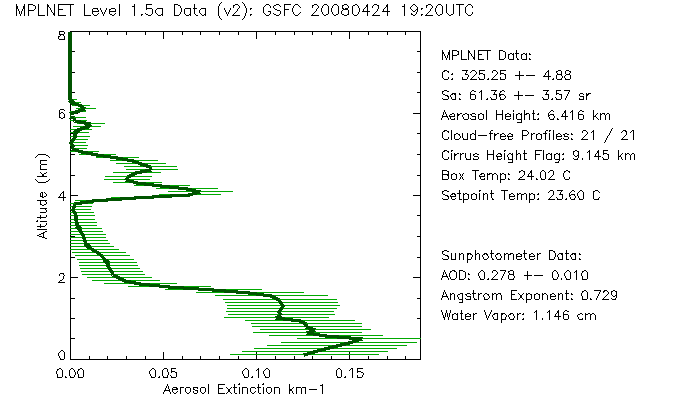 MPLNET Level 1.5a Data (v2): GSFC 20080424 19:20UTC
MPLNET Data:
C: 325.25 +− 4.88
Sa: 61.36 +− 3.57 sr
Aerosol Height: 6.416 km
Cloud−free Profiles: 21 / 21
Cirrus Height Flag: 9.145 km
Box Temp: 24.02 C
Setpoint Temp: 23.60 C
Sunphotometer Data:
AOD: 0.278 +− 0.010
Angstrom Exponent: 0.729
Water Vapor: 1.146 cm
Altitude (km)
8
6
4
2
0
0.00 0.05 0.10 0.15
Aerosol Extinction km−1